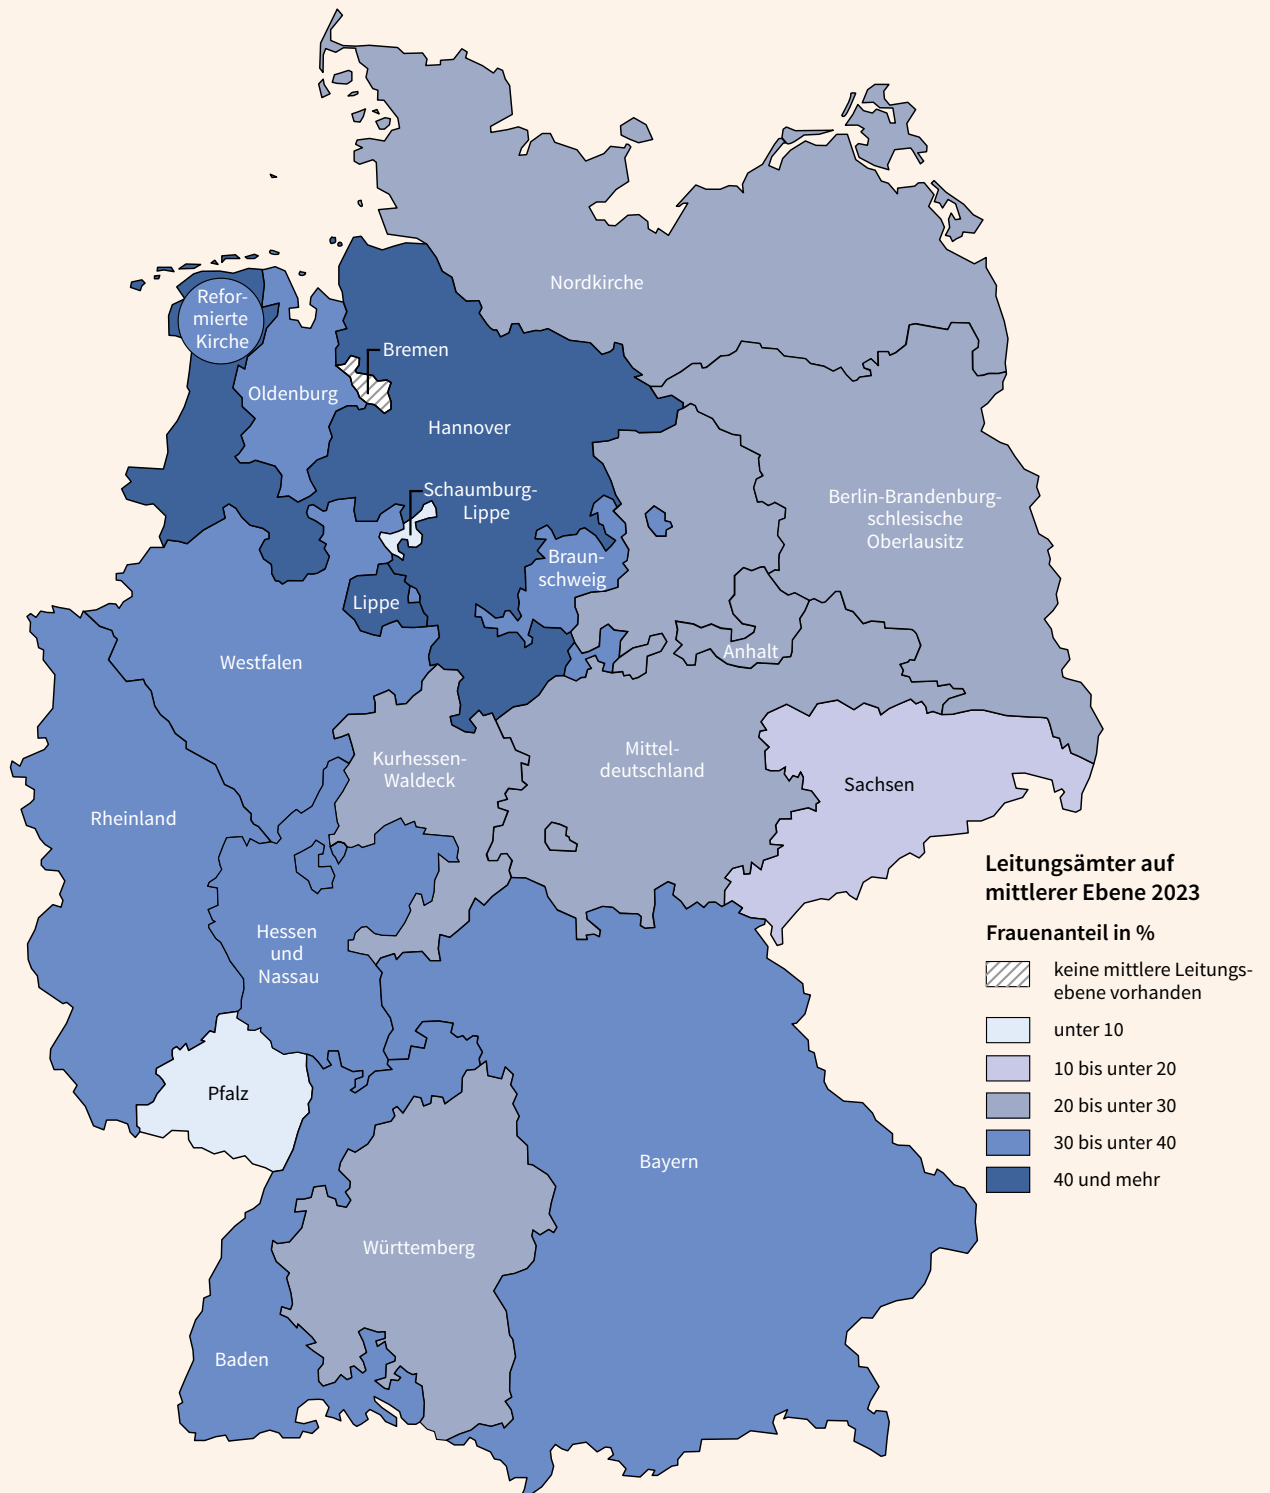 Nordkirche
Refor-
mierte
Kirche
Bremen
Oldenburg
Hannover
Schaumburg-
Lippe
Berlin-Brandenburg-
schlesische
Oberlausitz
Braun-
schweig
Lippe
Anhalt
Westfalen
Kurhessen-
Waldeck
Mittel-
deutschland
Sachsen
Rheinland
Hessen
und
Nassau
Pfalz
Bayern
Württemberg
Baden
Leitungsämter auf
mittlerer Ebene 2023
Frauenanteil in %
keine mittlere Leitungs-
ebene vorhanden
unter 10
10 bis unter 20
20 bis unter 30
30 bis unter 40
40 und mehr